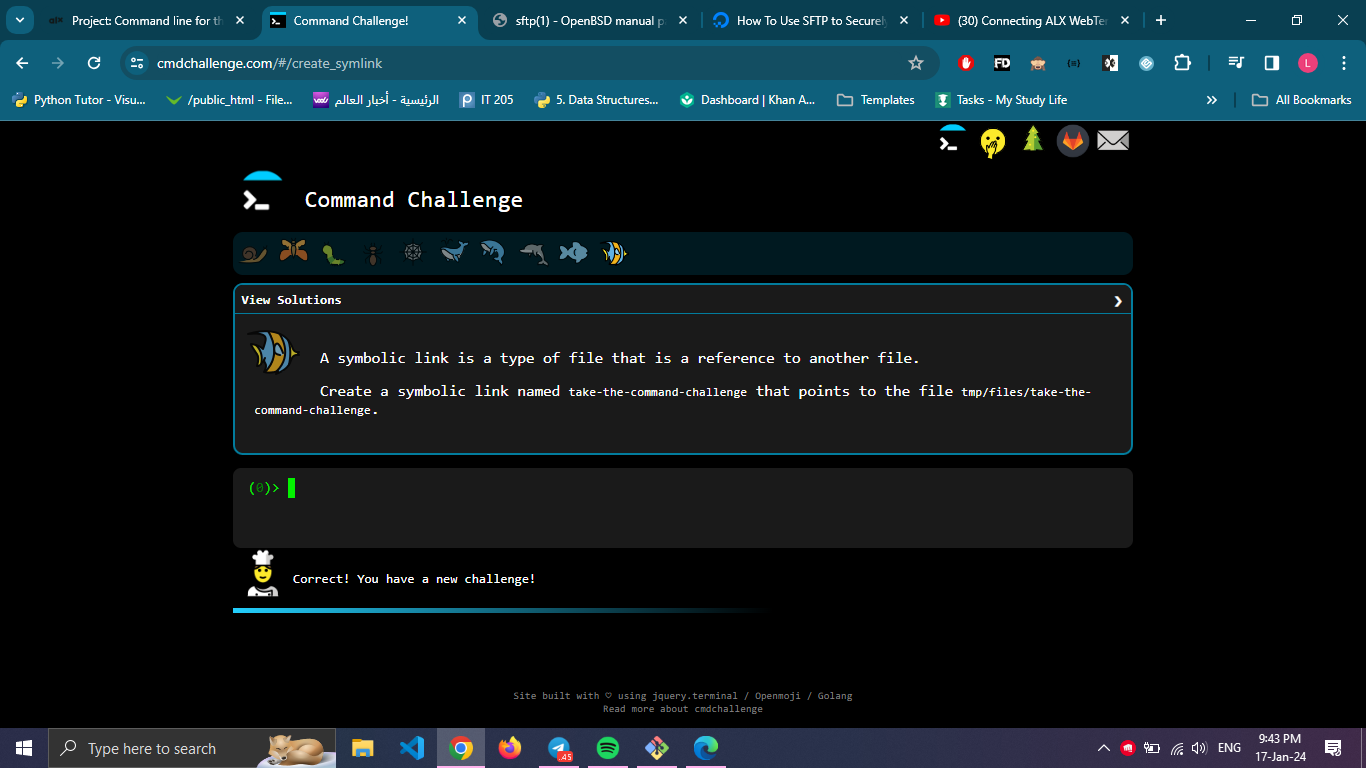 Project: Command line for th
Command Challenge!
sftp(1) - OpenBSD manual p
How To Use SFTP to Securely
(30) Connecting ALX WebTer
cmdchallenge.com/#/create_symlink
Python Tutor - Visu...
/public_html - File...
الرئيسية - أخبار العالم
IT 205
5. Data Structures...
Dashboard | Khan A...
Templates
Tasks - My Study Life
»
All Bookmarks
Command Challenge
View Solutions
A symbolic link is a type of file that is a reference to another file.
Create a symbolic link named take-the-command-challenge that points to the file tmp/files/take-the-
command-challenge.
(0)>
Correct! You have a new challenge!
Site built with ♡ using jquery.terminal / Openmoji / Golang
Read more about cmdchallenge
Type here to search
.45
ENG
9:43 PM
17-Jan-24